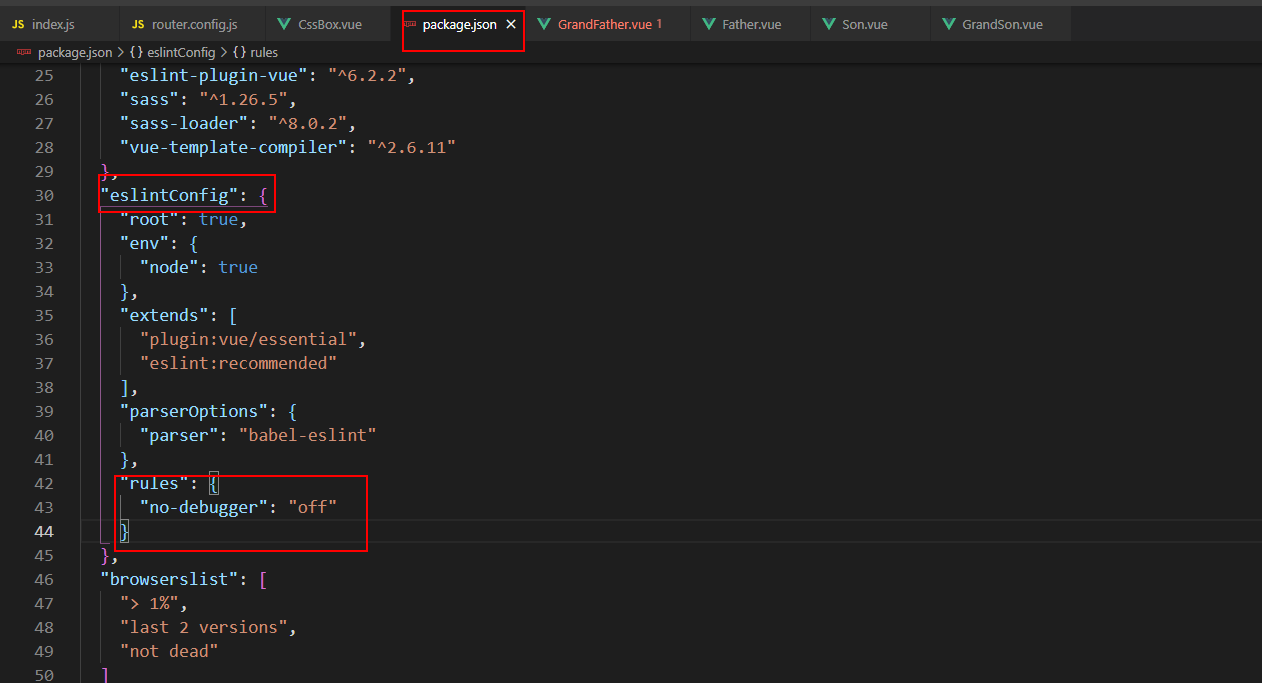 JS index.js JS router.config.js CssBox.vue package.json × GrandFather.vue 1 Father.vue Son.vue GrandSon.vue
package.json > {} eslintConfig > {} rules
25 "eslint-plugin-vue": "^6.2.2",
26 "sass": "^1.26.5",
27 "sass-loader": "^8.0.2",
28 "vue-template-compiler": "^2.6.11"
29 },
30 "eslintConfig": {
31 "root": true,
32 "env": {
33 "node": true
34 },
35 "extends": [
36 "plugin:vue/essential",
37 "eslint:recommended"
38 ],
39 "parserOptions": {
40 "parser": "babel-eslint"
41 },
42 "rules": {
43 "no-debugger": "off"
44 }
45 },
46 "browserslist": [
47 "> 1%",
48 "last 2 versions",
49 "not dead"
50 ]